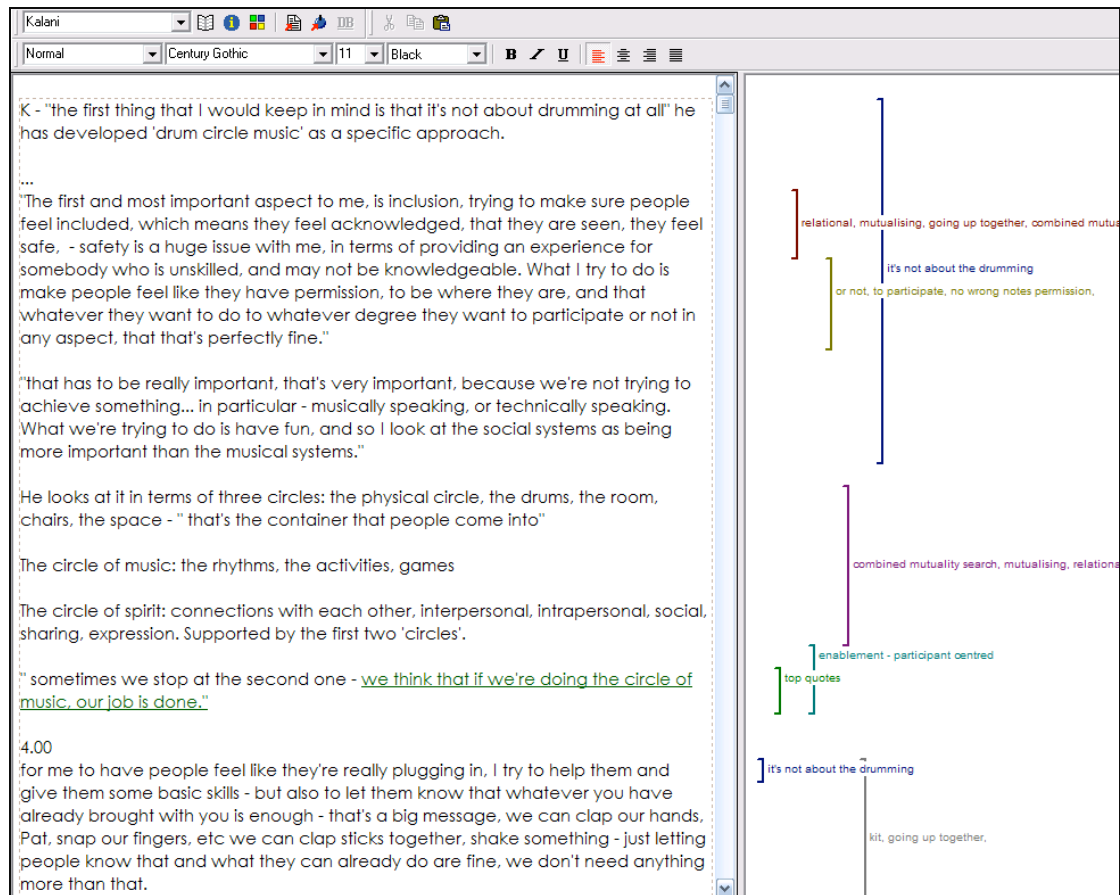 Kalani
DB
Normal
Century Gothic
11
Black
B I U
K - "the first thing that I would keep in mind is that it's not about drumming at all" he
has developed 'drum circle music' as a specific approach.
...
"The first and most important aspect to me, is inclusion, trying to make sure people
feel included, which means they feel acknowledged, that they are seen, they feel
safe,  - safety is a huge issue with me, in terms of providing an experience for
somebody who is unskilled, and may not be knowledgeable. What I try to do is
make people feel like they have permission, to be where they are, and that
whatever they want to do to whatever degree they want to participate or not in
any aspect, that that's perfectly fine."
"that has to be really important, that's very important, because we're not trying to
achieve something... in particular - musically speaking, or technically speaking.
What we're trying to do is have fun, and so I look at the social systems as being
more important than the musical systems."
He looks at it in terms of three circles: the physical circle, the drums, the room,
chairs, the space - " that's the container that people come into"
The circle of music: the rhythms, the activities, games
The circle of spirit: connections with each other, interpersonal, intrapersonal, social,
sharing, expression. Supported by the first two 'circles'.
" sometimes we stop at the second one - we think that if we're doing the circle of
music, our job is done."
4.00
for me to have people feel like they're really plugging in, I try to help them and
give them some basic skills - but also to let them know that whatever you have
already brought with you is enough - that's a big message, we can clap our hands,
Pat, snap our fingers, etc we can clap sticks together, shake something - just letting
people know that and what they can already do are fine, we don't need anything
more than that.
relational, mutualising, going up together, combined mutua
it's not about the drumming
or not, to participate, no wrong notes permission,
combined mutuality search, mutualising, relationa
enablement - participant centred
top quotes
it's not about the drumming
kit, going up together,